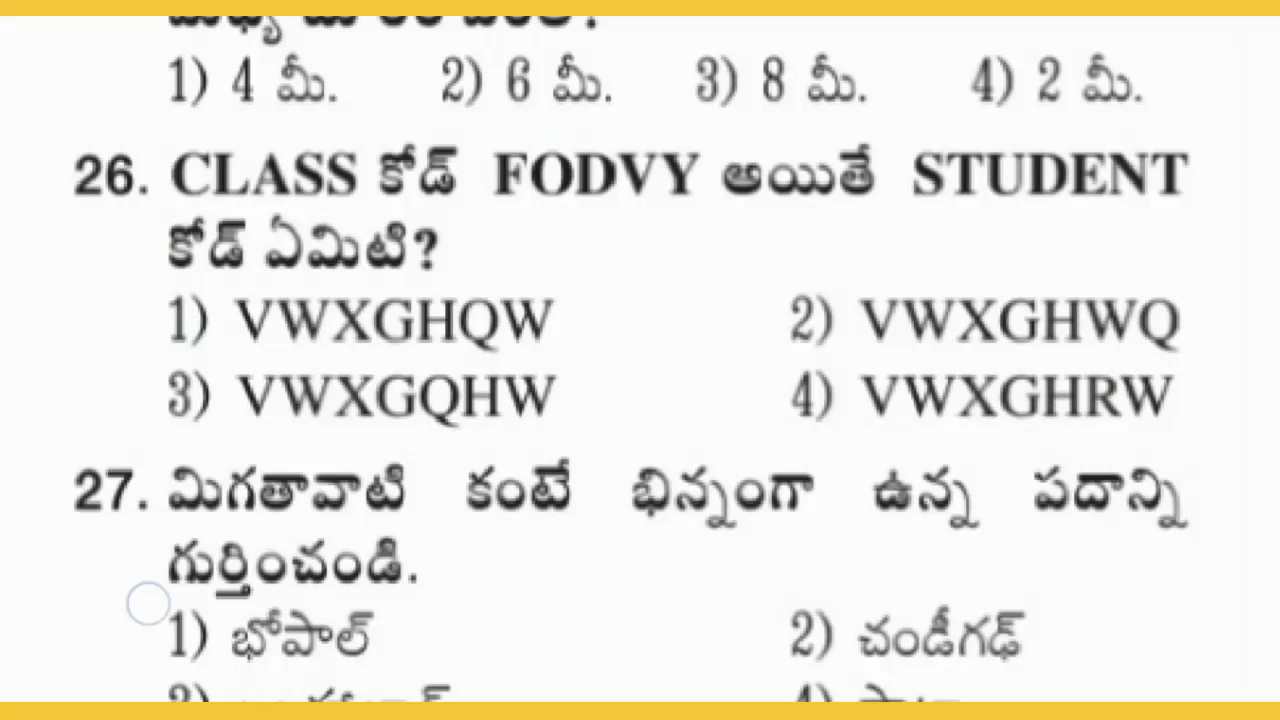 1) 4 మీ. 2) 6 మీ. 3) 8 మీ. 4) 2 మీ.
26. CLASS కోడ్ FODVY ఆయితే STUDENT
కోడ్ ఏమిటి?
1) VWXGHQW 2) VWXGHWQ
3) VWXGQHW 4) VWXGHRW
27. మిగతావాటి కంటే భిన్నంగా ఉన్న పదాన్ని
గుర్తించండి.
1) భోపాల్ 2) చండీగఢ్